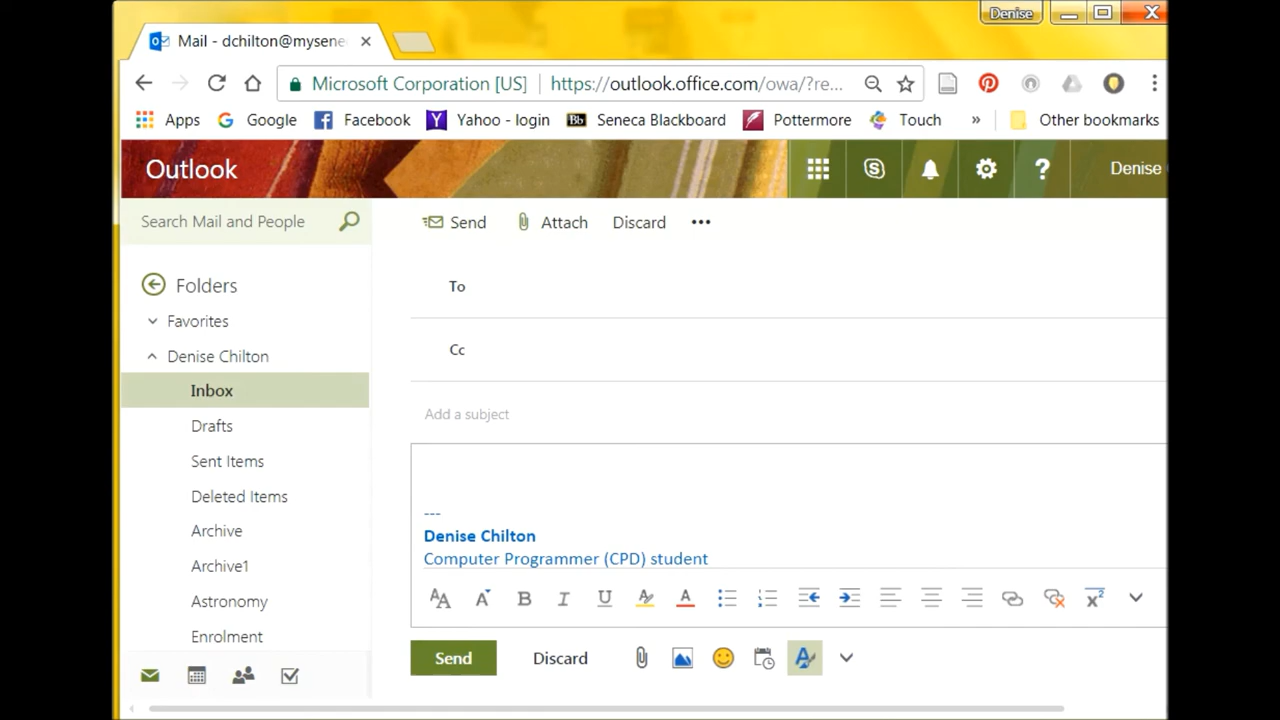 Denise
Mail - dchilton@mysene
Microsoft Corporation [US] https://outlook.office.com/owa/?re...
Apps Google Facebook Yahoo - login Bb Seneca Blackboard Pottermore Touch » Other bookmarks
Outlook
Denise
Search Mail and People
Send Attach Discard •••
Folders
To
Favorites
Cc
Denise Chilton
Inbox
Add a subject
Drafts
Sent Items
Deleted Items
---
Archive
Denise Chilton
Computer Programmer (CPD) student
Archive1
Astronomy
Enrolment
Send Discard